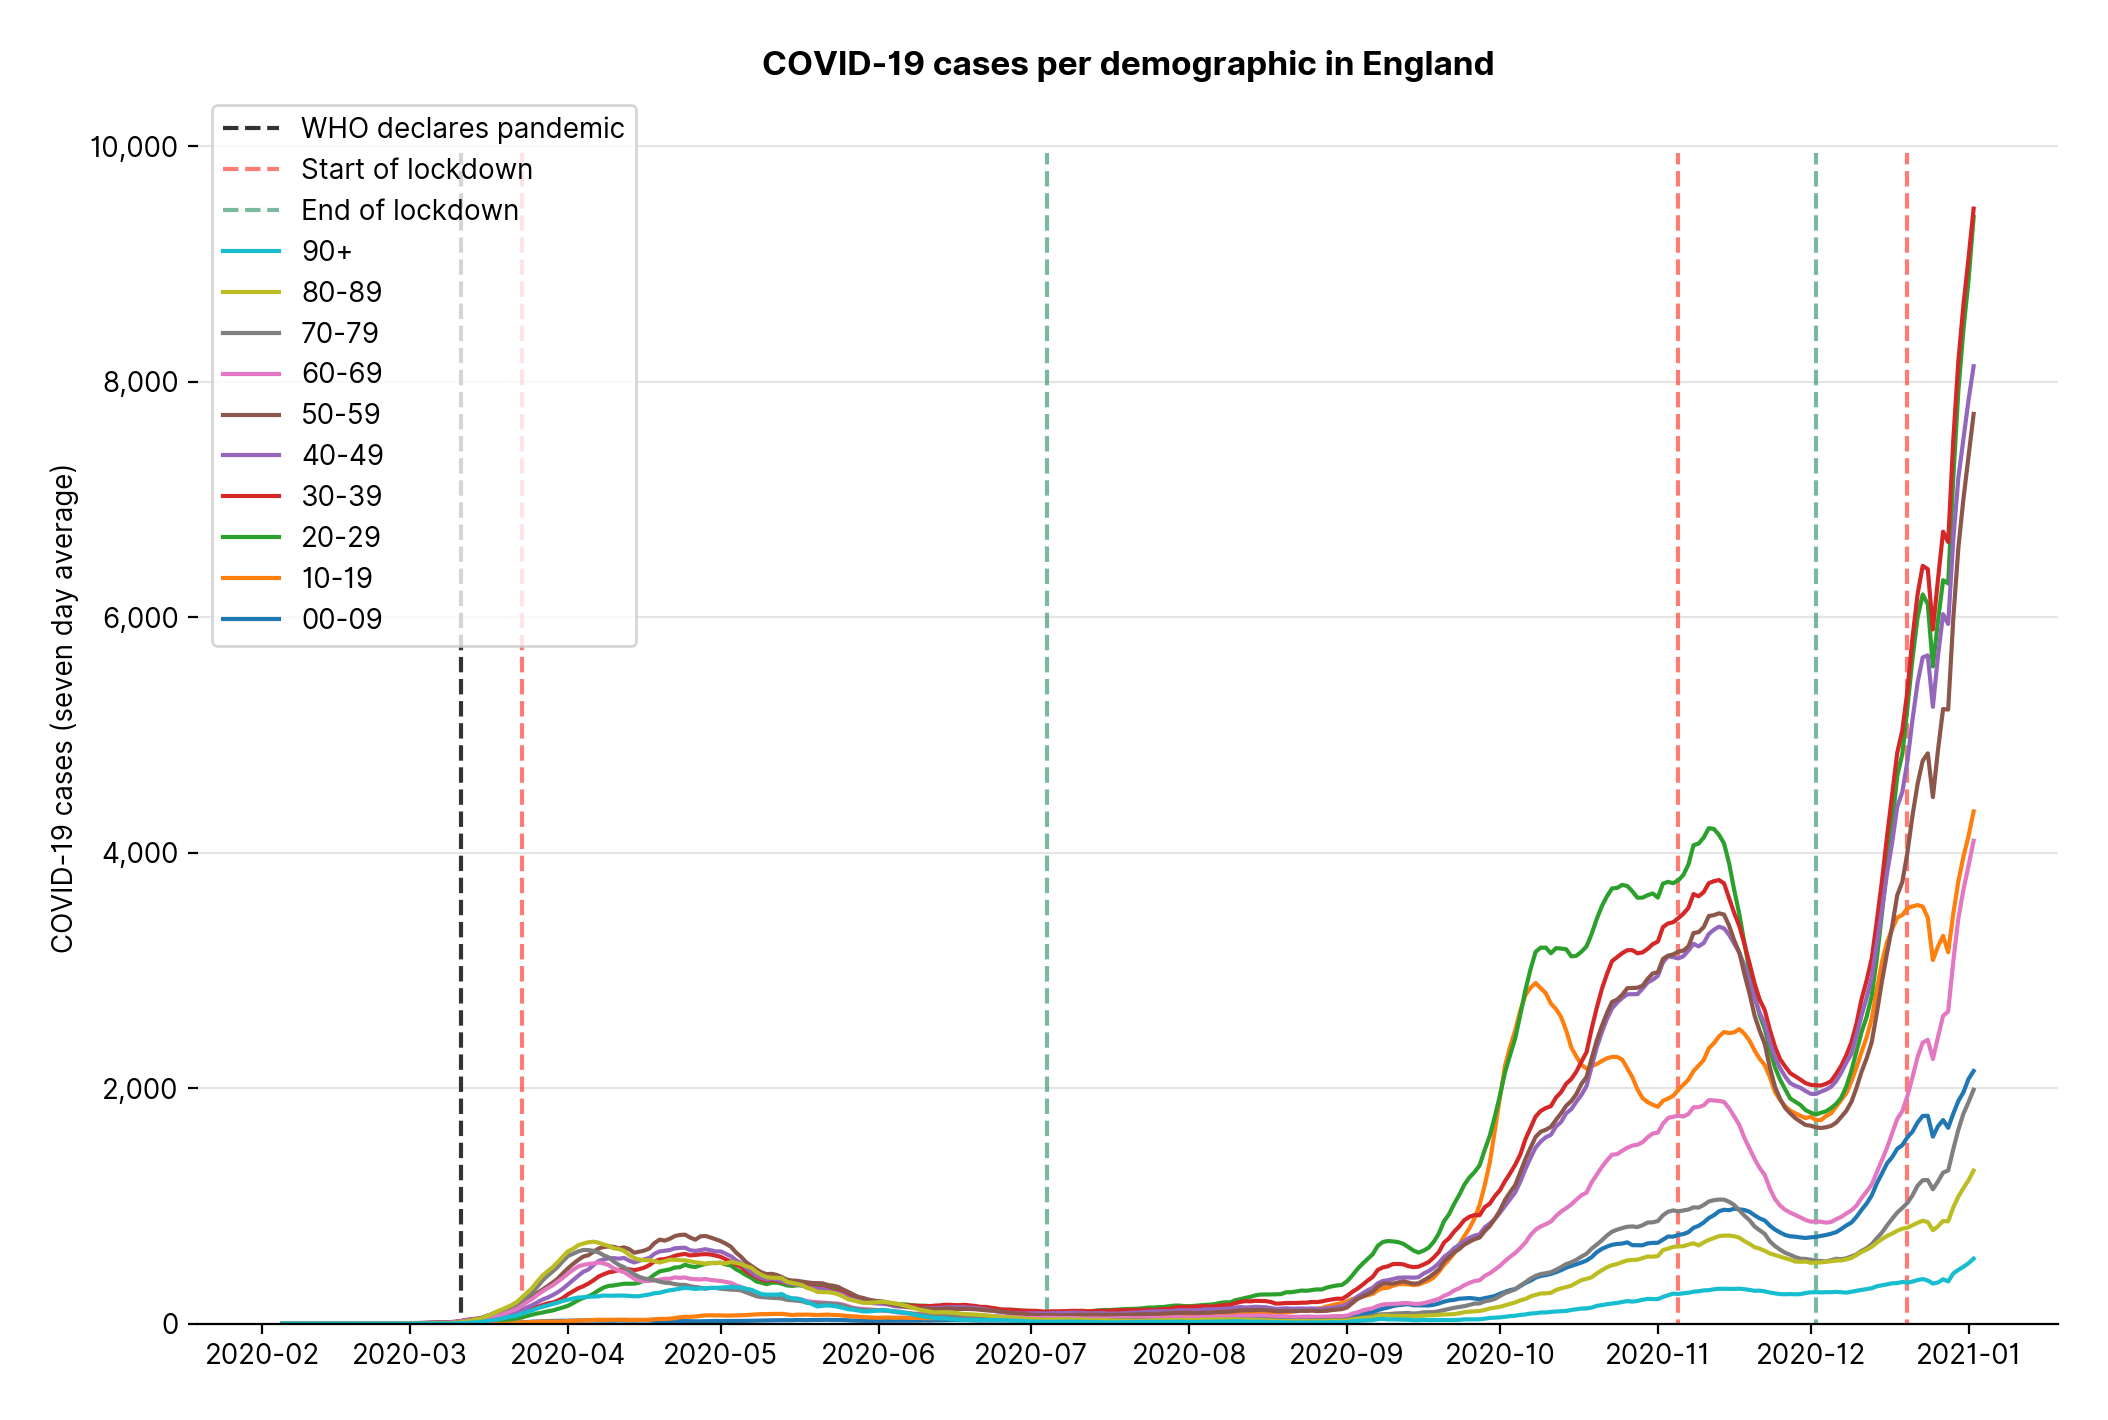 COVID-19 cases per demographic in England
WHO declares pandemic
Start of lockdown
End of lockdown
90+
80-89
70-79
60-69
50-59
40-49
30-39
20-29
10-19
00-09
COVID-19 cases (seven day average)
10,000
8,000
6,000
4,000
2,000
0
2020-02 2020-03 2020-04 2020-05 2020-06 2020-07 2020-08 2020-09 2020-10 2020-11 2020-12 2021-01